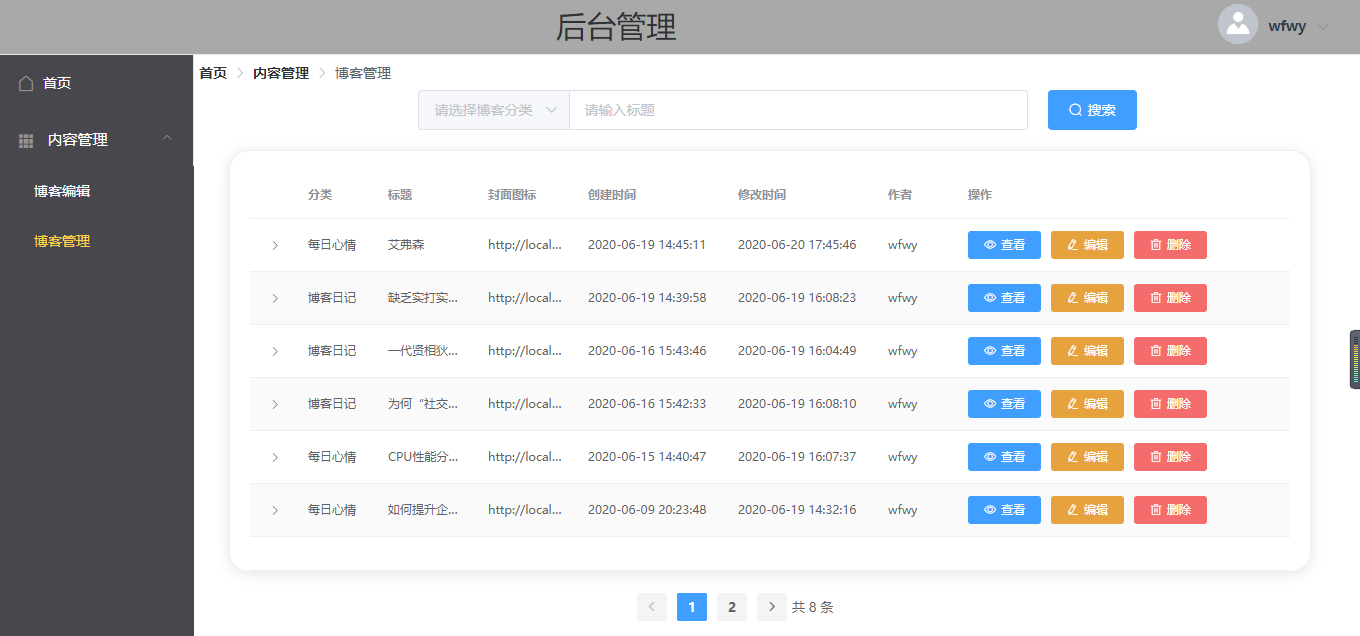 后台管理
wfwy
首页
内容管理
博客编辑
博客管理
首页 内容管理 博客管理
请选择博客分类 请输入标题 搜索
分类 标题 封面图标 创建时间 修改时间 作者 操作
每日心情 艾弗森 http://local... 2020-06-19 14:45:11 2020-06-20 17:45:46 wfwy 查看 编辑 删除
博客日记 缺乏实打实... http://local... 2020-06-19 14:39:58 2020-06-19 16:08:23 wfwy 查看 编辑 删除
博客日记 一代贤相狄... http://local... 2020-06-16 15:43:46 2020-06-19 16:04:49 wfwy 查看 编辑 删除
博客日记 为何“社交... http://local... 2020-06-16 15:42:33 2020-06-19 16:08:10 wfwy 查看 编辑 删除
每日心情 CPU性能分... http://local... 2020-06-15 14:40:47 2020-06-19 16:07:37 wfwy 查看 编辑 删除
每日心情 如何提升企... http://local... 2020-06-09 20:23:48 2020-06-19 14:32:16 wfwy 查看 编辑 删除
1 2 共 8 条